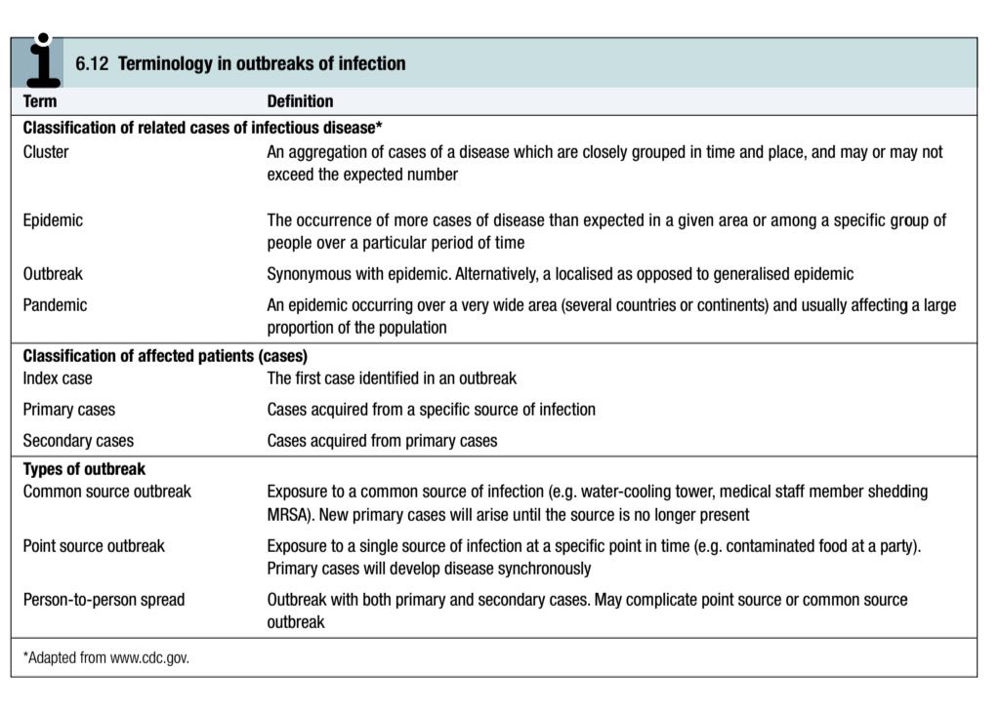 6.12 Terminology in outbreaks of infection
Term Definition
Classification of related cases of infectious disease*
Cluster An aggregation of cases of a disease which are closely grouped in time and place, and may or may not
exceed the expected number
Epidemic The occurrence of more cases of disease than expected in a given area or among a specific group of
people over a particular period of time
Outbreak Synonymous with epidemic. Alternatively, a localised as opposed to generalised epidemic
Pandemic An epidemic occurring over a very wide area (several countries or continents) and usually affecting a large
proportion of the population
Classification of affected patients (cases)
Index case The first case identified in an outbreak
Primary cases Cases acquired from a specific source of infection
Secondary cases Cases acquired from primary cases
Types of outbreak
Common source outbreak Exposure to a common source of infection (e.g. water-cooling tower, medical staff member shedding
MRSA). New primary cases will arise until the source is no longer present
Point source outbreak Exposure to a single source of infection at a specific point in time (e.g. contaminated food at a party).
Primary cases will develop disease synchronously
Person-to-person spread Outbreak with both primary and secondary cases. May complicate point source or common source
outbreak
*Adapted from www.cdc.gov.